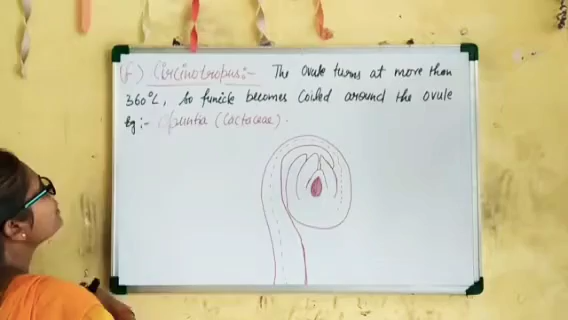 (F) Circinotropus:- The Ovule turns at more than
360°L, so funicle becomes Coiled around the ovule
Eg:- Opuntia (Cactaceae).